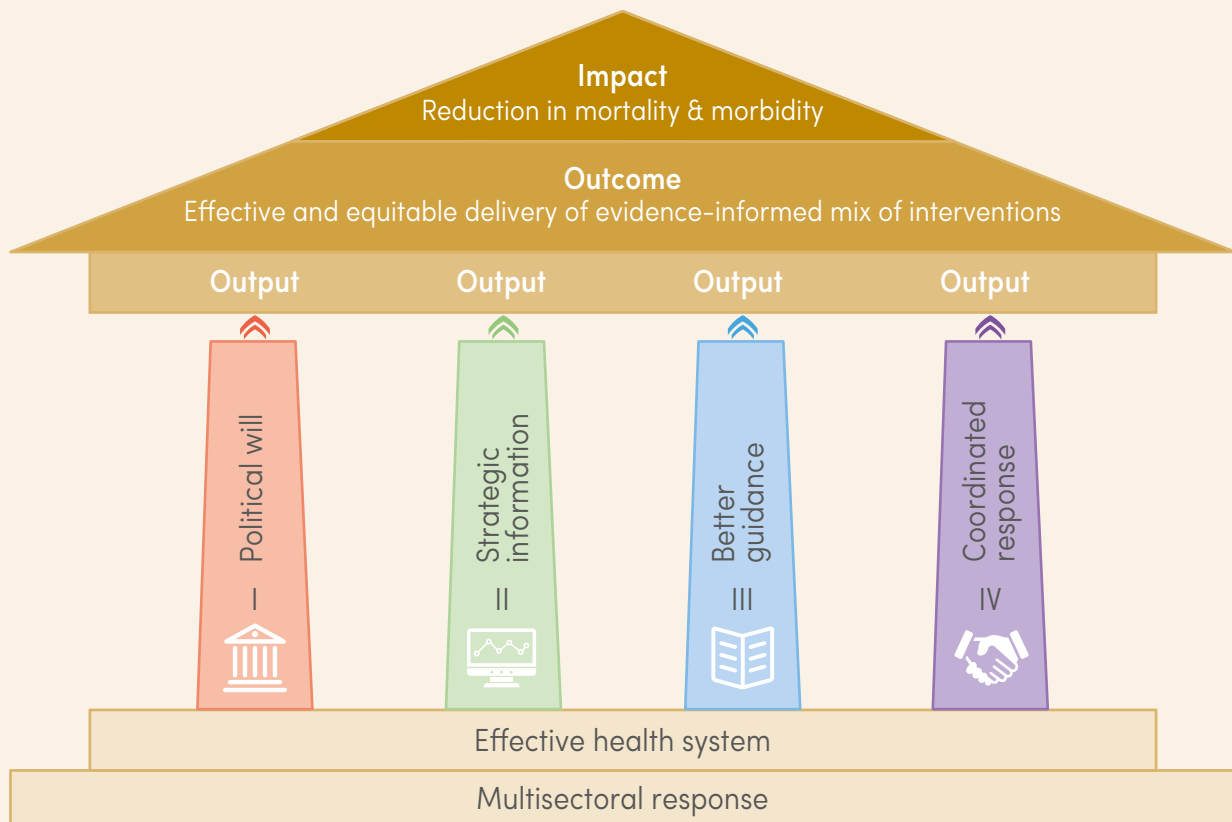 Impact
Reduction in mortality & morbidity
Outcome
Effective and equitable delivery of evidence-informed mix of interventions
Output
Output
Output
Output
I Political will
II Strategic
information
III Better
guidance
IV Coordinated
response
Effective health system
Multisectoral response